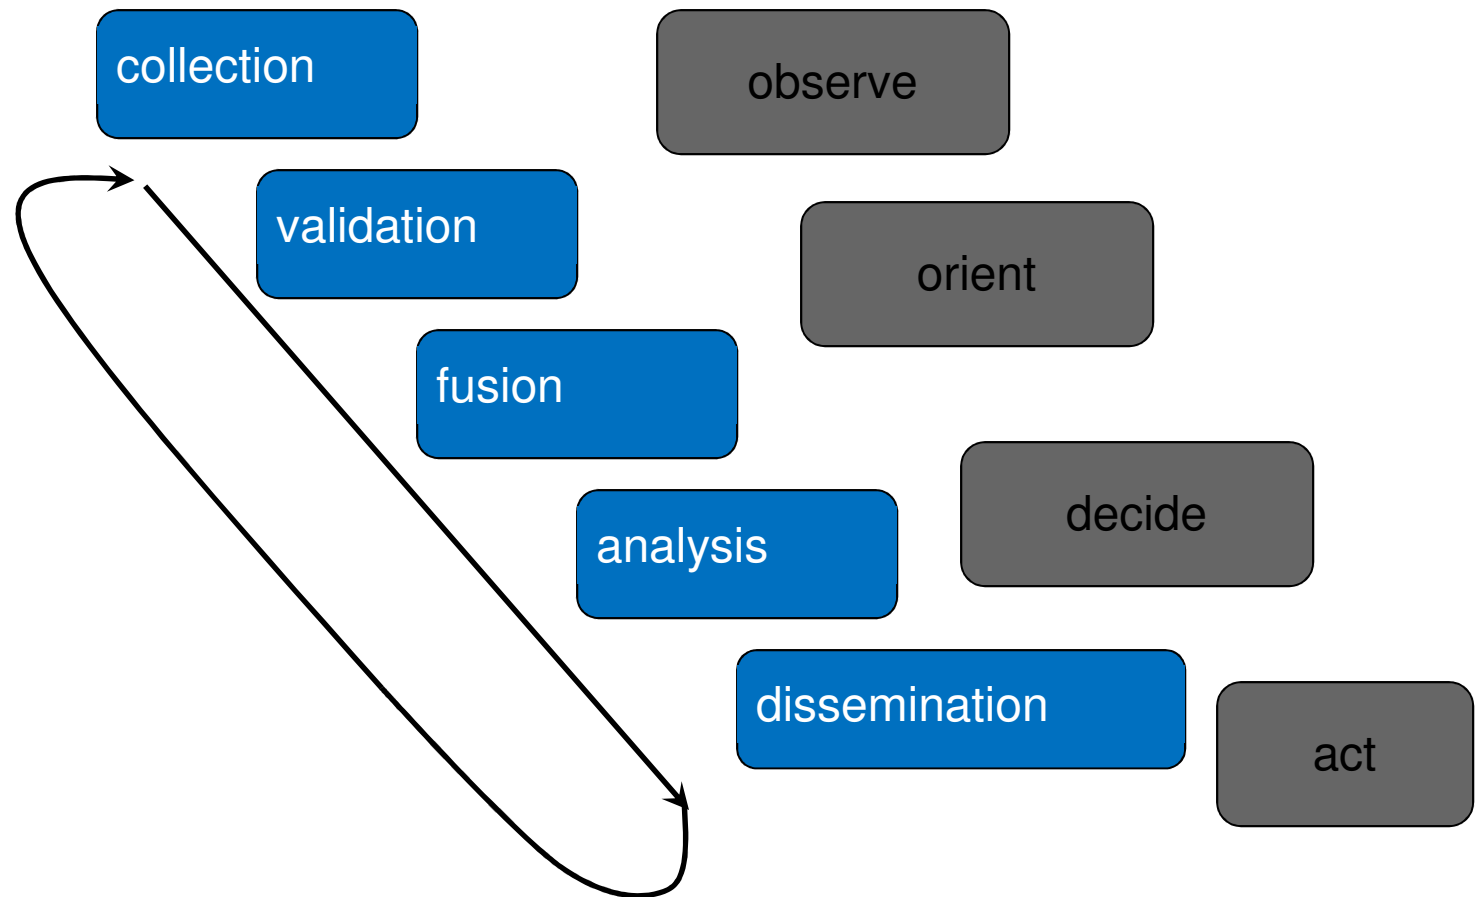 collection
observe
validation
orient
fusion
decide
analysis
dissemination
act